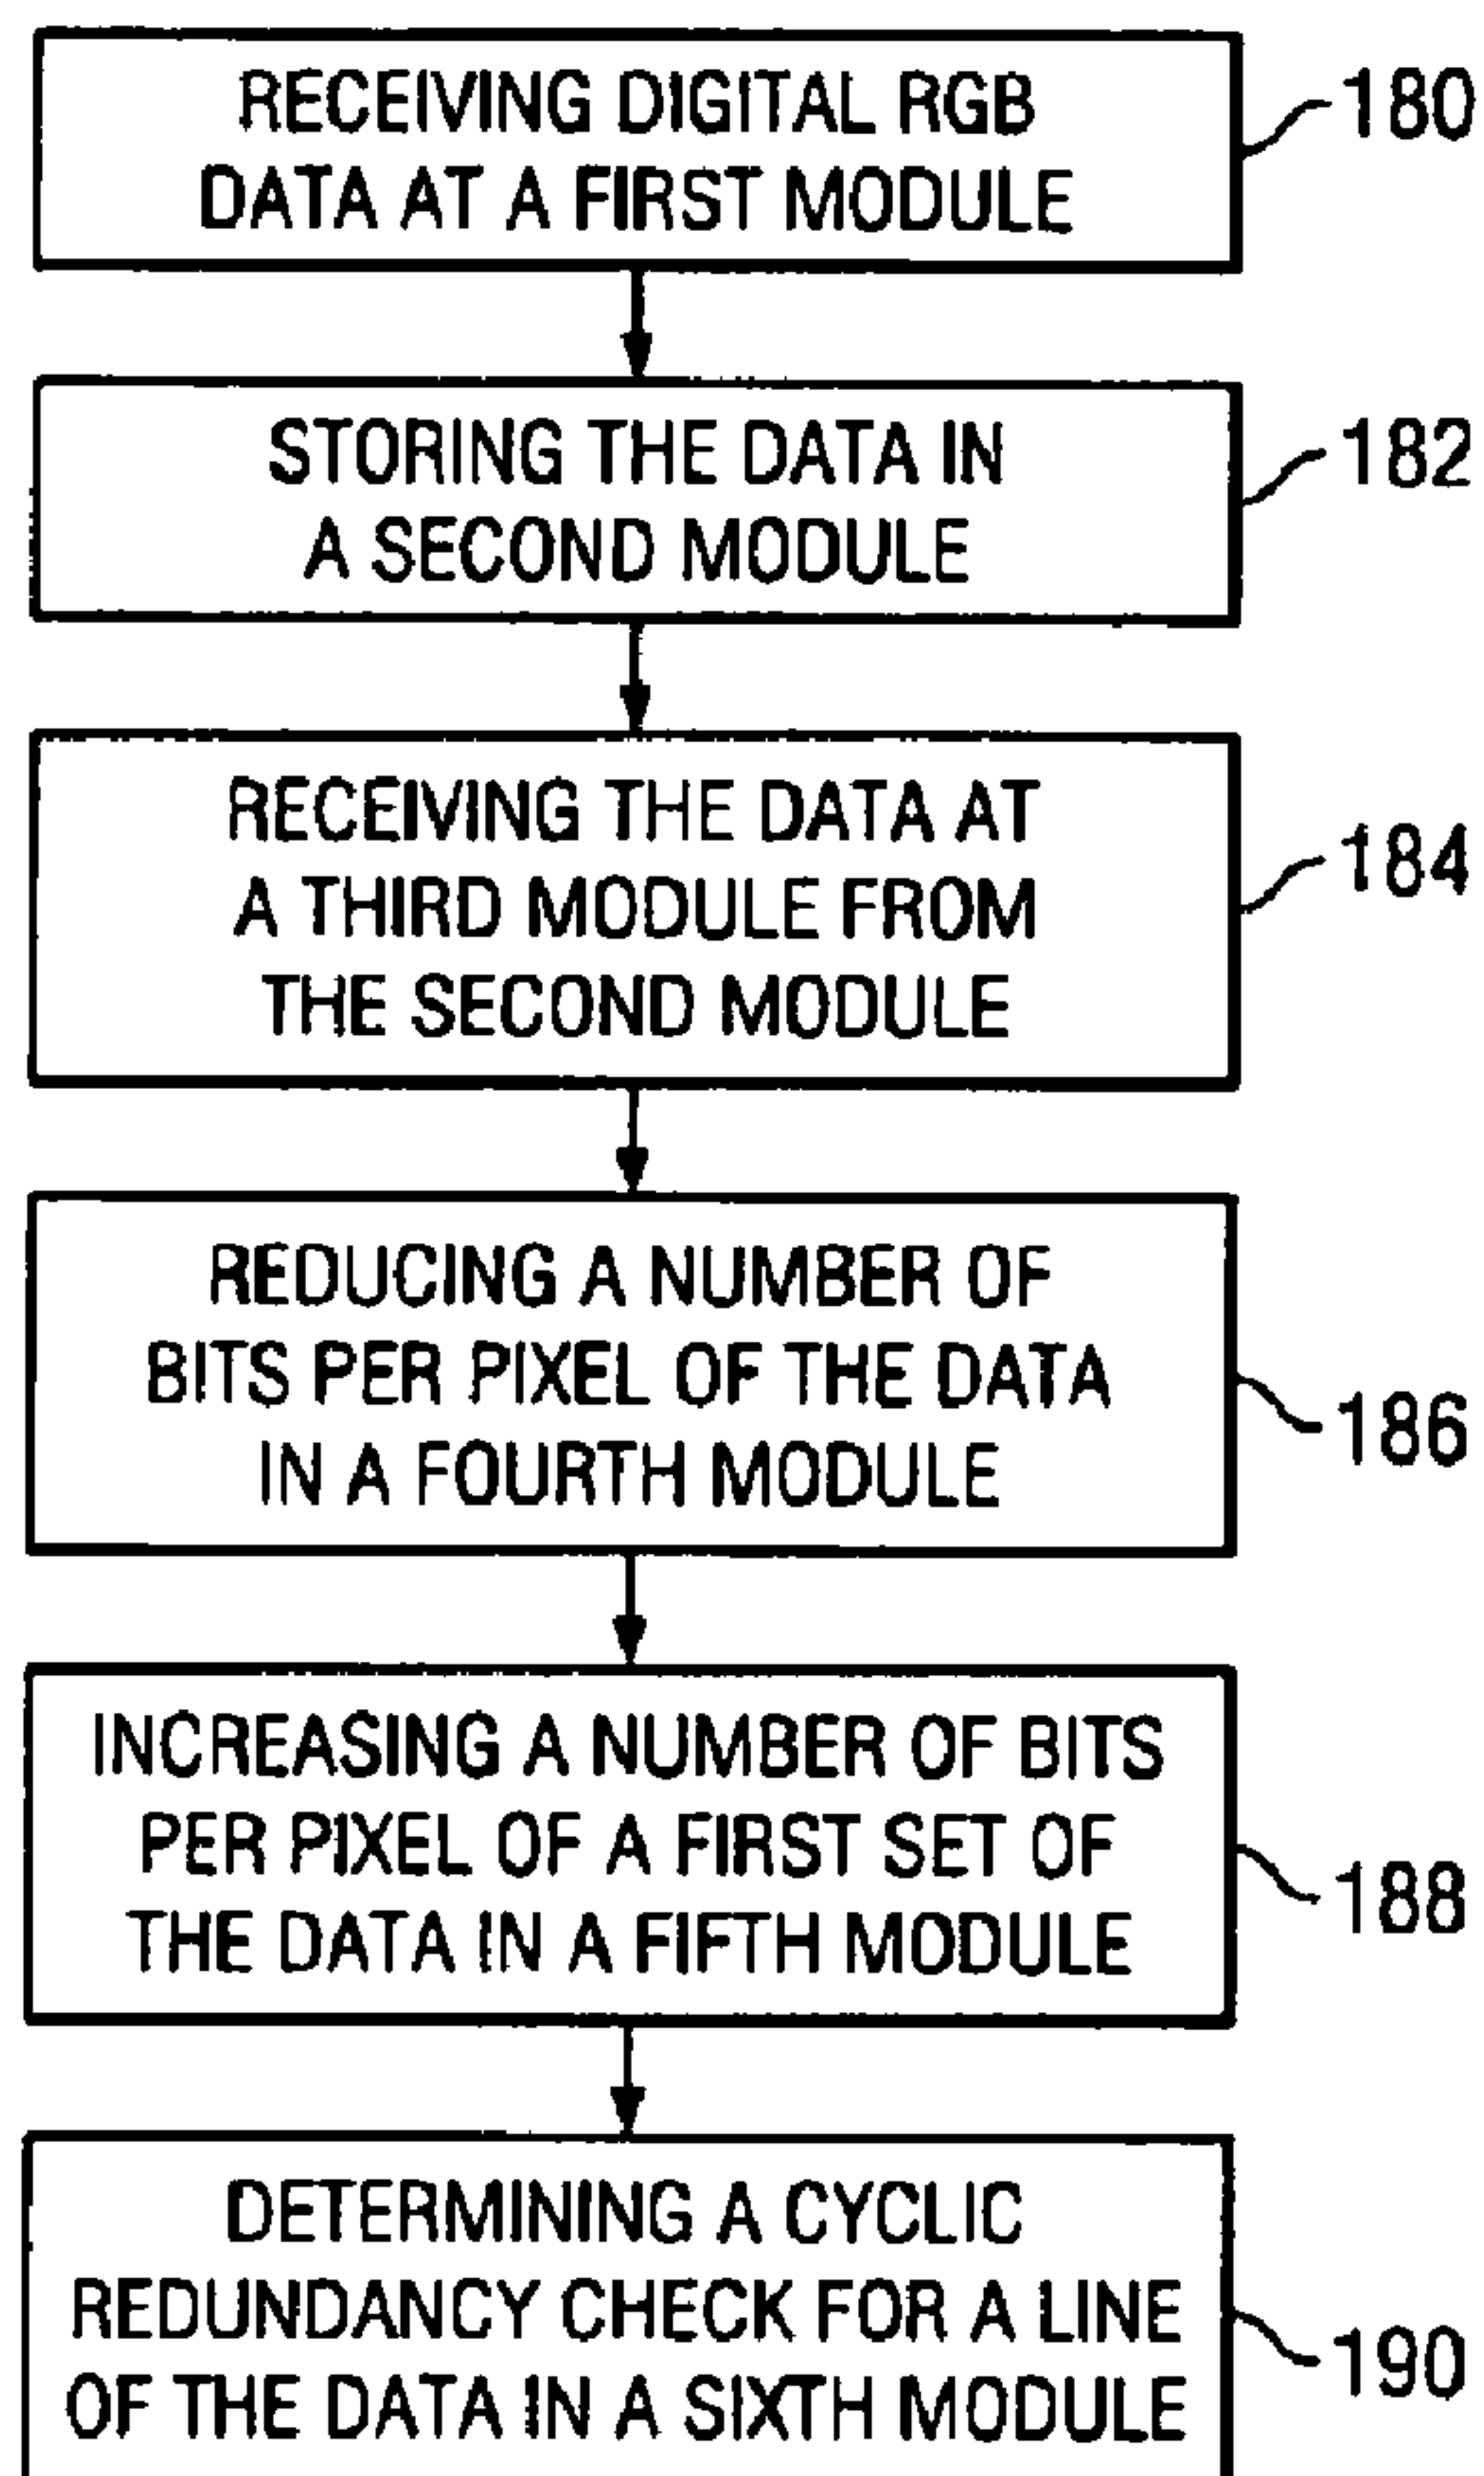 RECEIVING DIGITAL RGB
DATA AT A FIRST MODULE
180
STORING THE DATA IN
A SECOND MODULE
182
RECEIVING THE DATA AT
A THIRD MODULE FROM
THE SECOND MODULE
184
REDUCING A NUMBER OF
BITS PER PIXEL OF THE DATA
IN A FOURTH MODULE
186
INCREASING A NUMBER OF BITS
PER PIXEL OF A FIRST SET OF
THE DATA IN A FIFTH MODULE
188
DETERMINING A CYCLIC
REDUNDANCY CHECK FOR A LINE
OF THE DATA IN A SIXTH MODULE
190